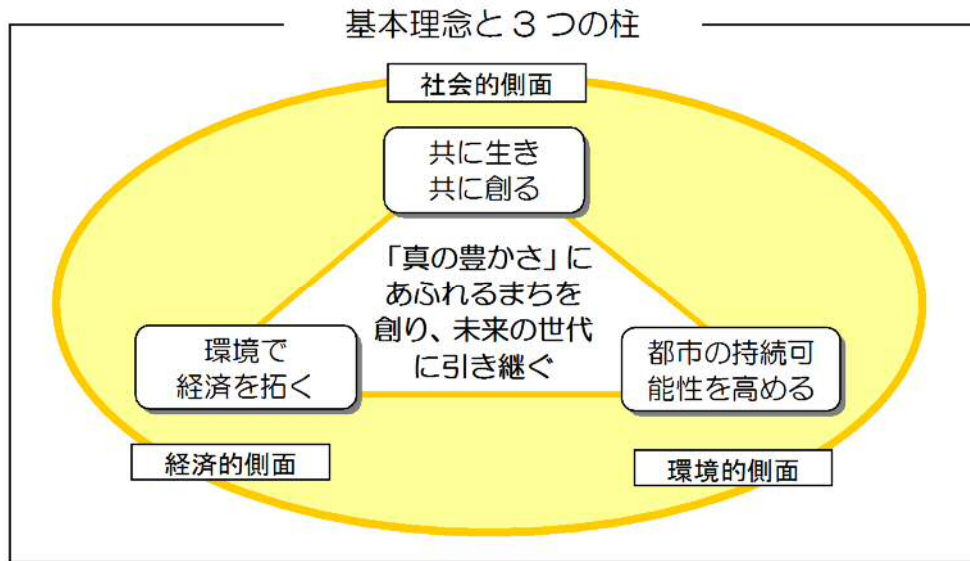 基本理念と3つの柱
社会的側面
共に生き
共に創る
「真の豊かさ」に
あふれるまちを
創り、未来の世代
に引き継ぐ
環境で
経済を拓く
都市の持続可
能性を高める
経済的側面
環境的側面